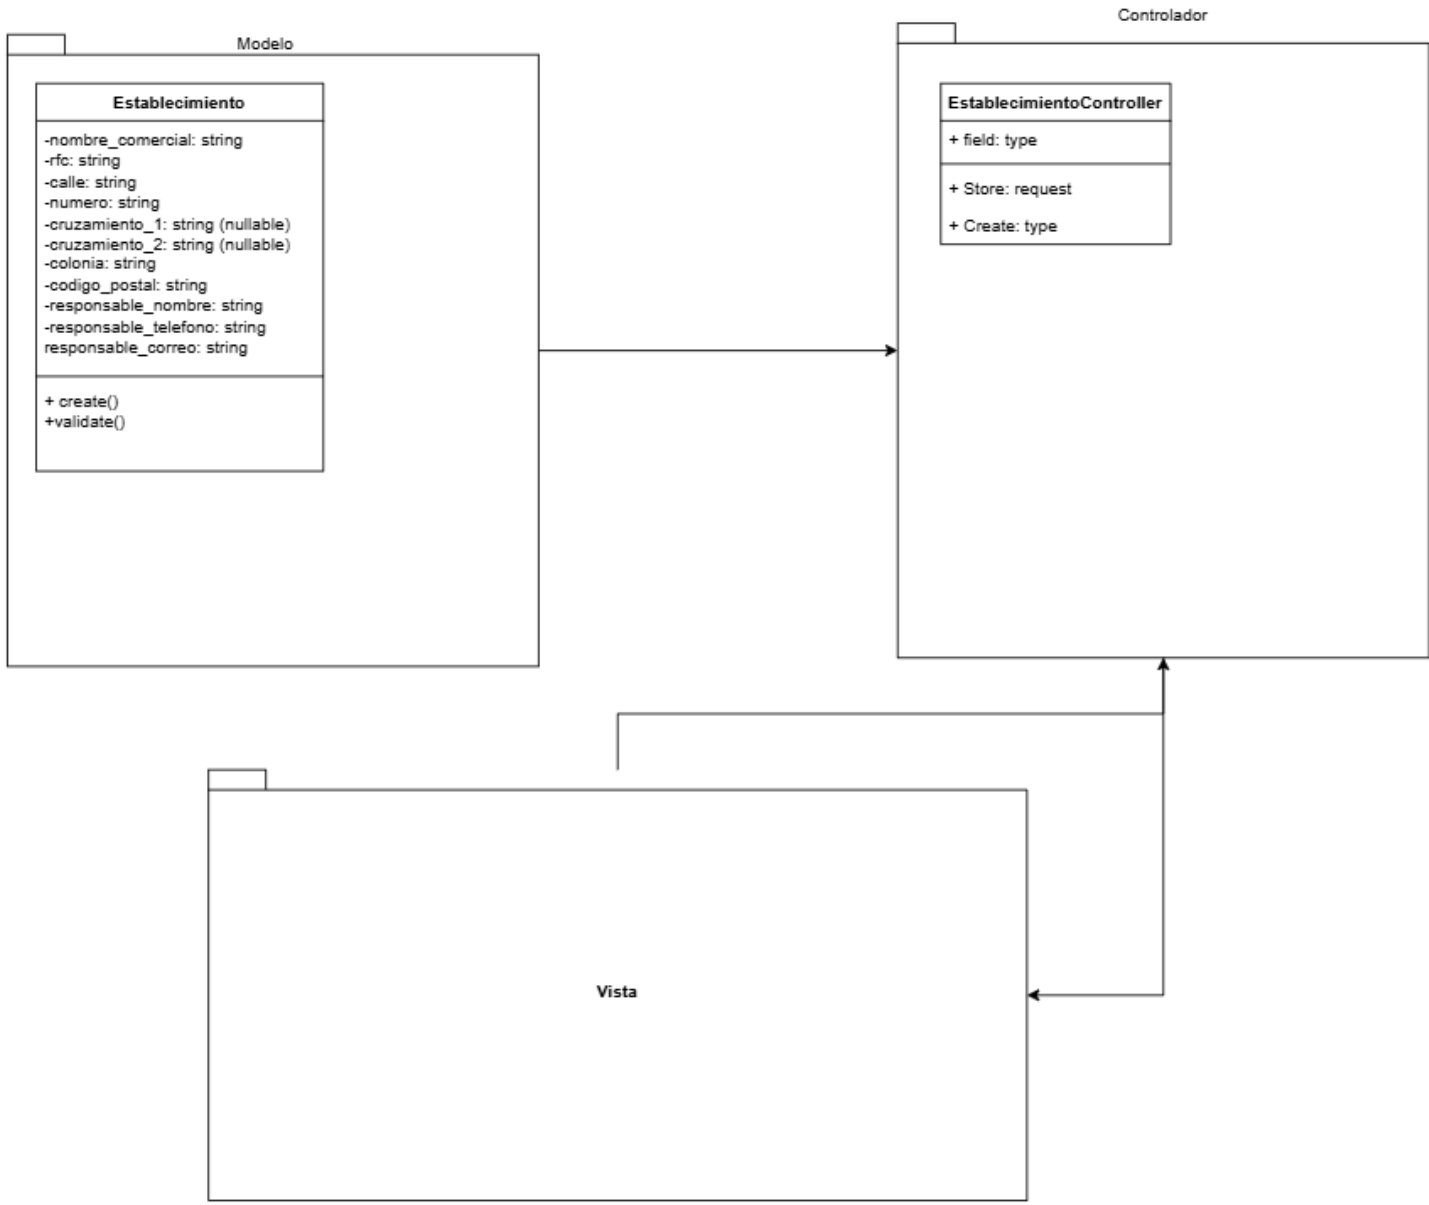 Modelo
Establecimiento
-nombre_comercial: string
-rfc: string
-calle: string
-numero: string
-cruzamiento_1: string (nullable)
-cruzamiento_2: string (nullable)
-colonia: string
-codigo_postal: string
-responsable_nombre: string
-responsable_telefono: string
responsable_correo: string
+ create()
+validate()
Controlador
EstablecimientoController
+ field: type
+ Store: request
+ Create: type
Vista